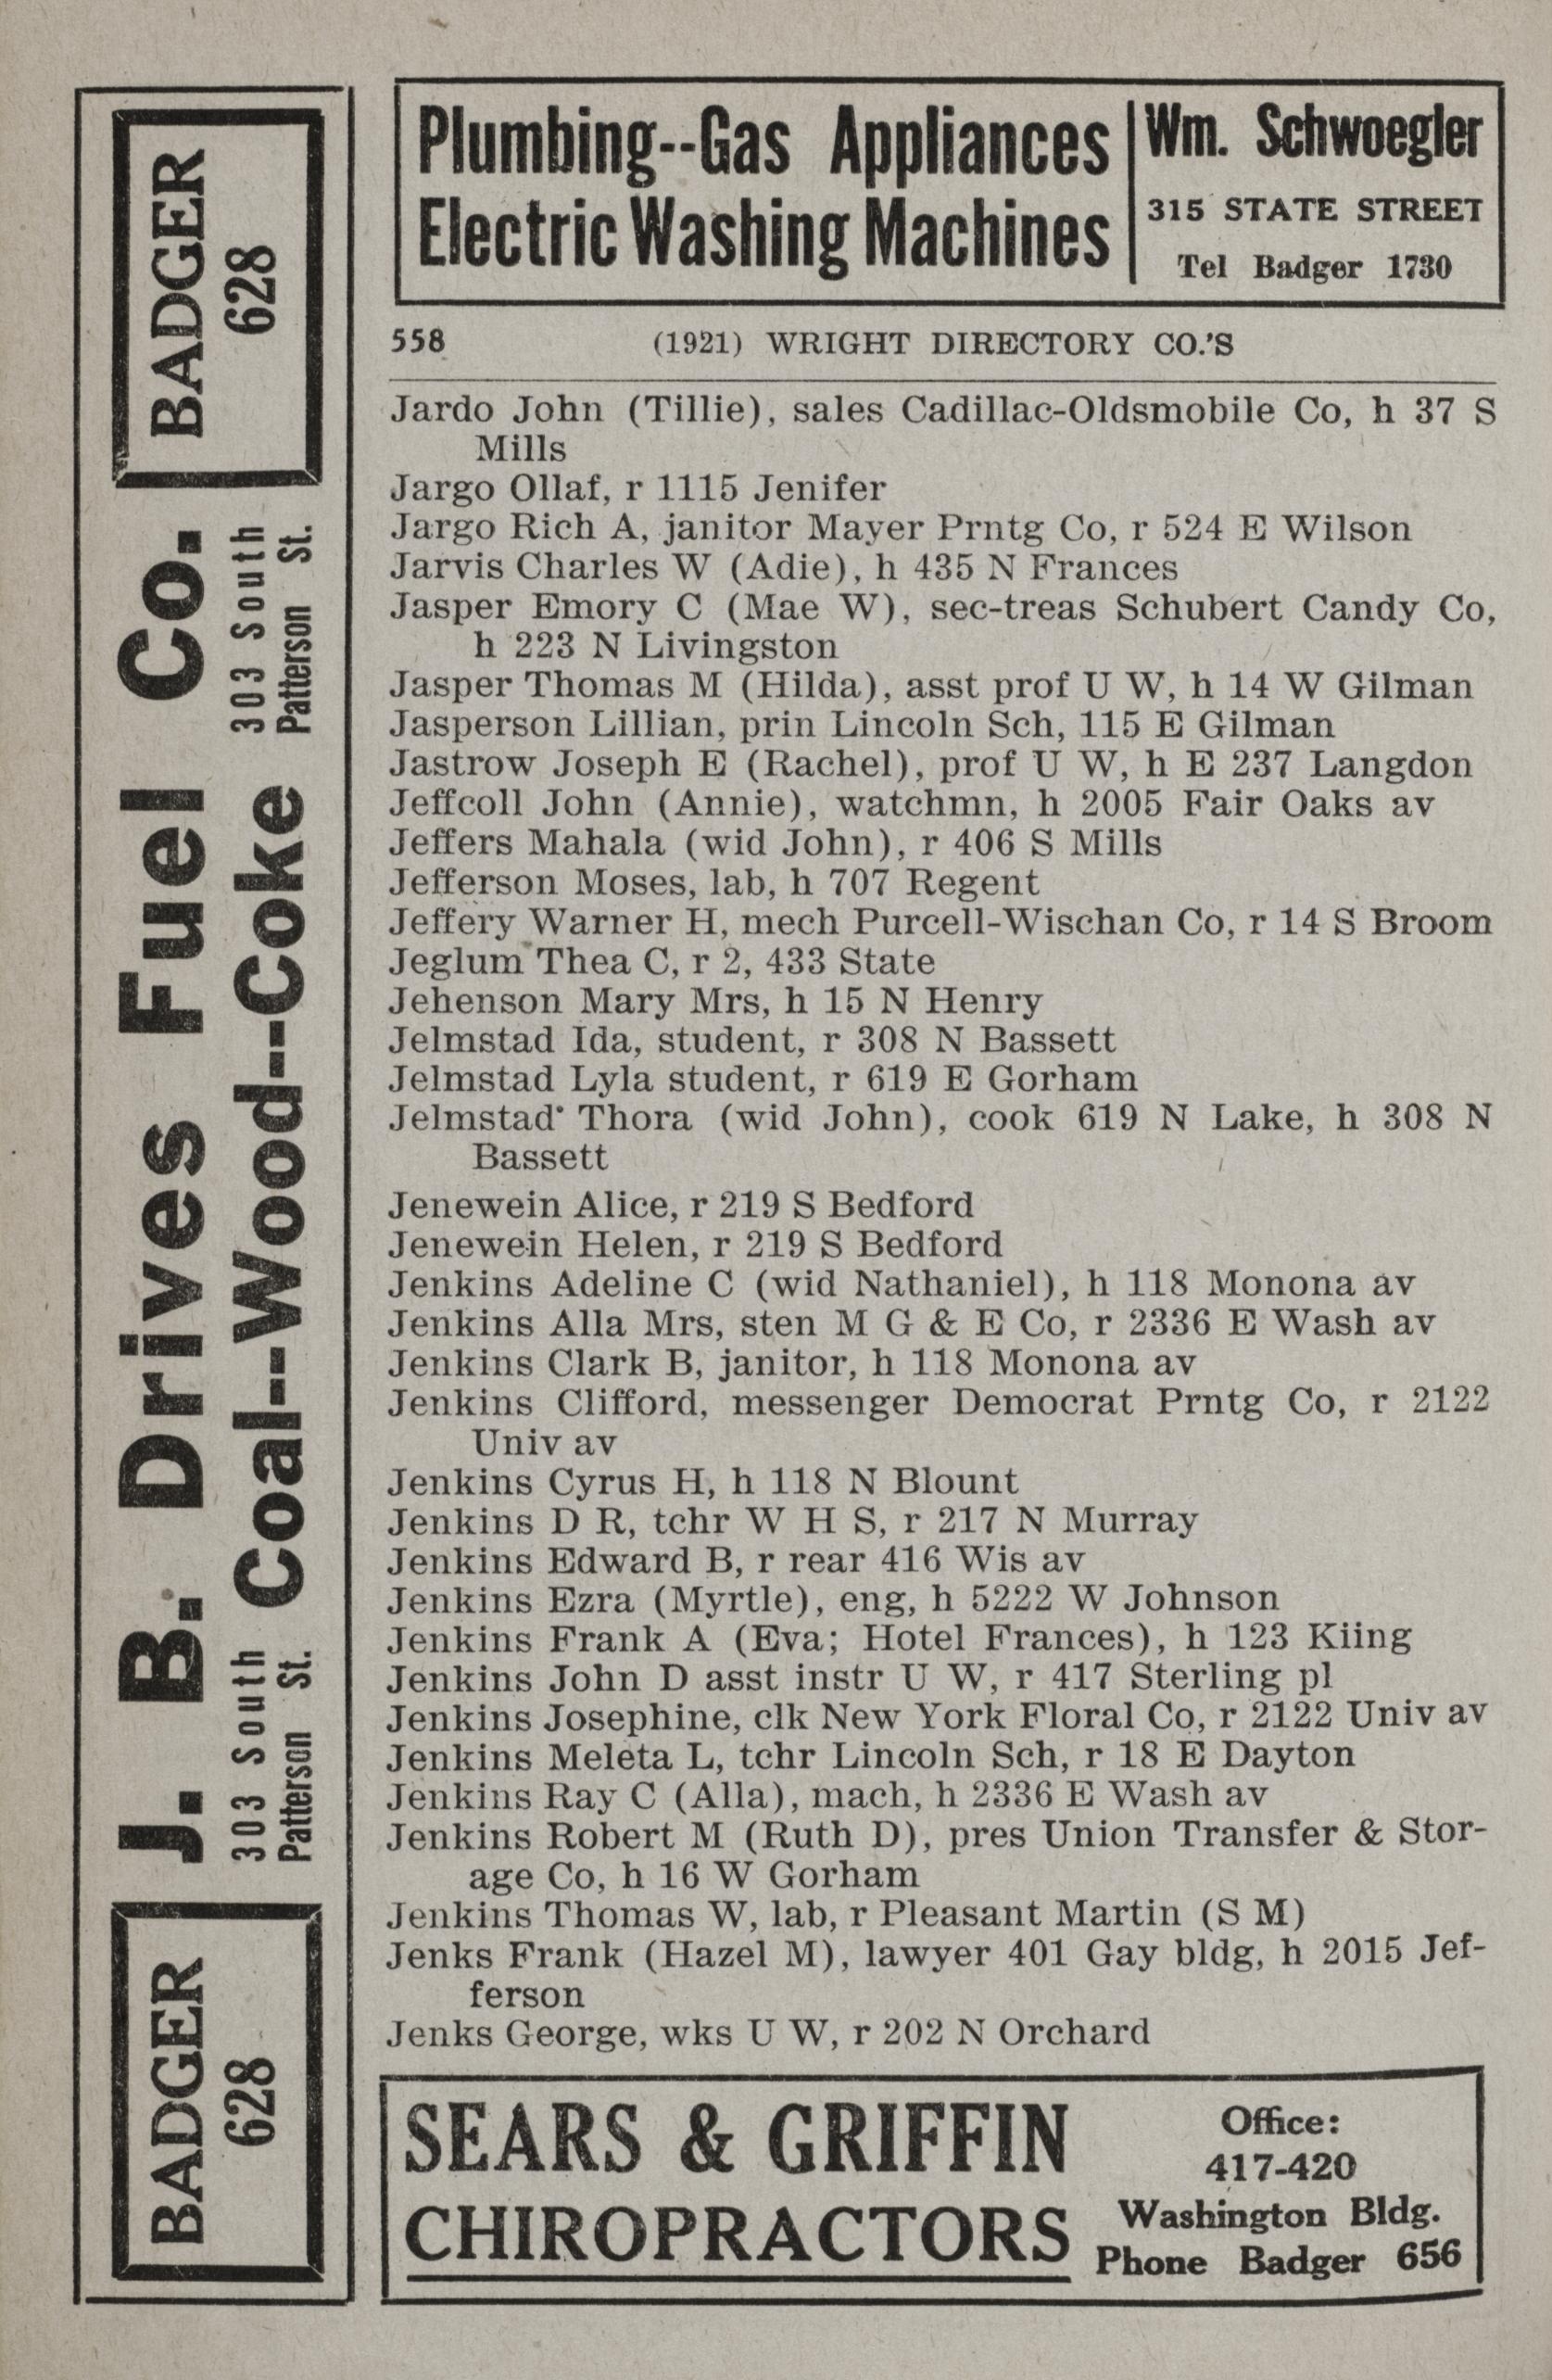 Plumbing--Gas Appliances
Electric Washing Machines
Wm. Schwoegler
315 STATE STREET
Tel Badger 1730
558 (1921) WRIGHT DIRECTORY CO.'S
Jardo John (Tillie), sales Cadillac-Oldsmobile Co, h 37 S
Mills
Jargo Ollaf, r 1115 Jenifer
Jargo Rich A, janitor Mayer Prntg Co, r 524 E Wilson
Jarvis Charles W (Adie), h 435 N Frances
Jasper Emory C (Mae W), sec-treas Schubert Candy Co,
h 223 N Livingston
Jasper Thomas M (Hilda), asst prof U W, h 14 W Gilman
Jasperson Lillian, prin Lincoln Sch, 115 E Gilman
Jastrow Joseph E (Rachel), prof U W, h E 237 Langdon
Jeffcoll John (Annie), watchmn, h 2005 Fair Oaks av
Jeffers Mahala (wid John), r 406 S Mills
Jefferson Moses, lab, h 707 Regent
Jeffery Warner H, mech Purcell-Wischan Co, r 14 S Broom
Jeglum Thea C, r 2, 433 State
Jehenson Mary Mrs, h 15 N Henry
Jelmstad Ida, student, r 308 N Bassett
Jelmstad Lyla student, r 619 E Gorham
Jelmstad Thora (wid John), cook 619 N Lake, h 308 N
Bassett
Jenewein Alice, r 219 S Bedford
Jenewein Helen, r 219 S Bedford
Jenkins Adeline C (wid Nathaniel), h 118 Monona av
Jenkins Alla Mrs, sten M G & E Co, r 2336 E Wash av
Jenkins Clark B, janitor, h 118 Monona av
Jenkins Clifford, messenger Democrat Prntg Co, r 2122
Univ av
Jenkins Cyrus H, h 118 N Blount
Jenkins D R, tchr W H S, r 217 N Murray
Jenkins Edward B, r rear 416 Wis av
Jenkins Ezra (Myrtle), eng, h 5222 W Johnson
Jenkins Frank A (Eva; Hotel Frances), h 123 Kiing
Jenkins John D asst instr U W, r 417 Sterling pl
Jenkins Josephine, clk New York Floral Co, r 2122 Univ av
Jenkins Meleta L, tchr Lincoln Sch, r 18 E Dayton
Jenkins Ray C (Alla), mach, h 2336 E Wash av
Jenkins Robert M (Ruth D), pres Union Transfer & Stor-
age Co, h 16 W Gorham
Jenkins Thomas W, lab, r Pleasant Martin (S M)
Jenks Frank (Hazel M), lawyer 401 Gay bldg, h 2015 Jef-
ferson
Jenks George, wks U W, r 202 N Orchard
SEARS & GRIFFIN
CHIROPRACTORS
Office:
417-420
Washington Bldg.
Phone Badger 656
BADGER
628
J. B. Drives Fuel Co.
303 South
Patterson St.
Coal--Wood--Coke
303 South
Patterson St.
BADGER
628